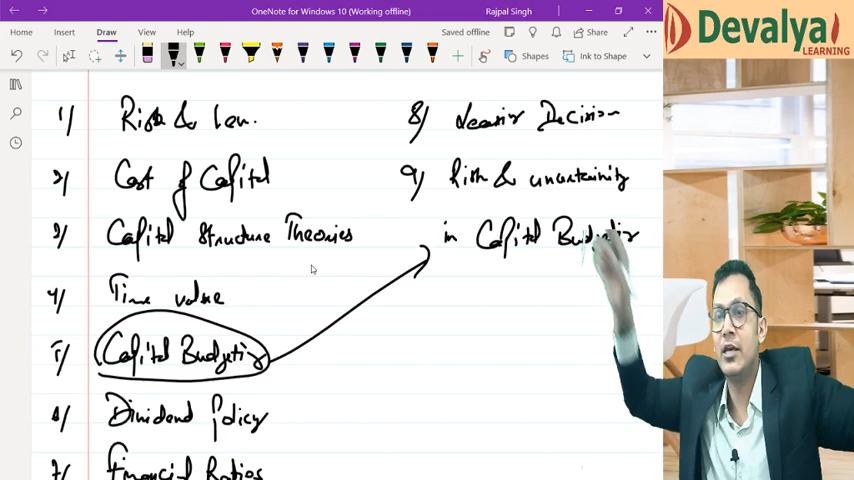 OneNote for Windows 10 (Working offline)
Rajpal Singh
Home Insert Draw View Help Saved offline Share
Shapes Ink to Shape
Devalya
LEARNING
1) Risk & Lev.
2) Cost of Capital
3) Capital Structure Theories
4) Time value
5) Capital Budgeting
6) Dividend Policy
7) Financial Ratios
8) Leasing Decision
9) Risk & uncertainity
in Capital Budgeting